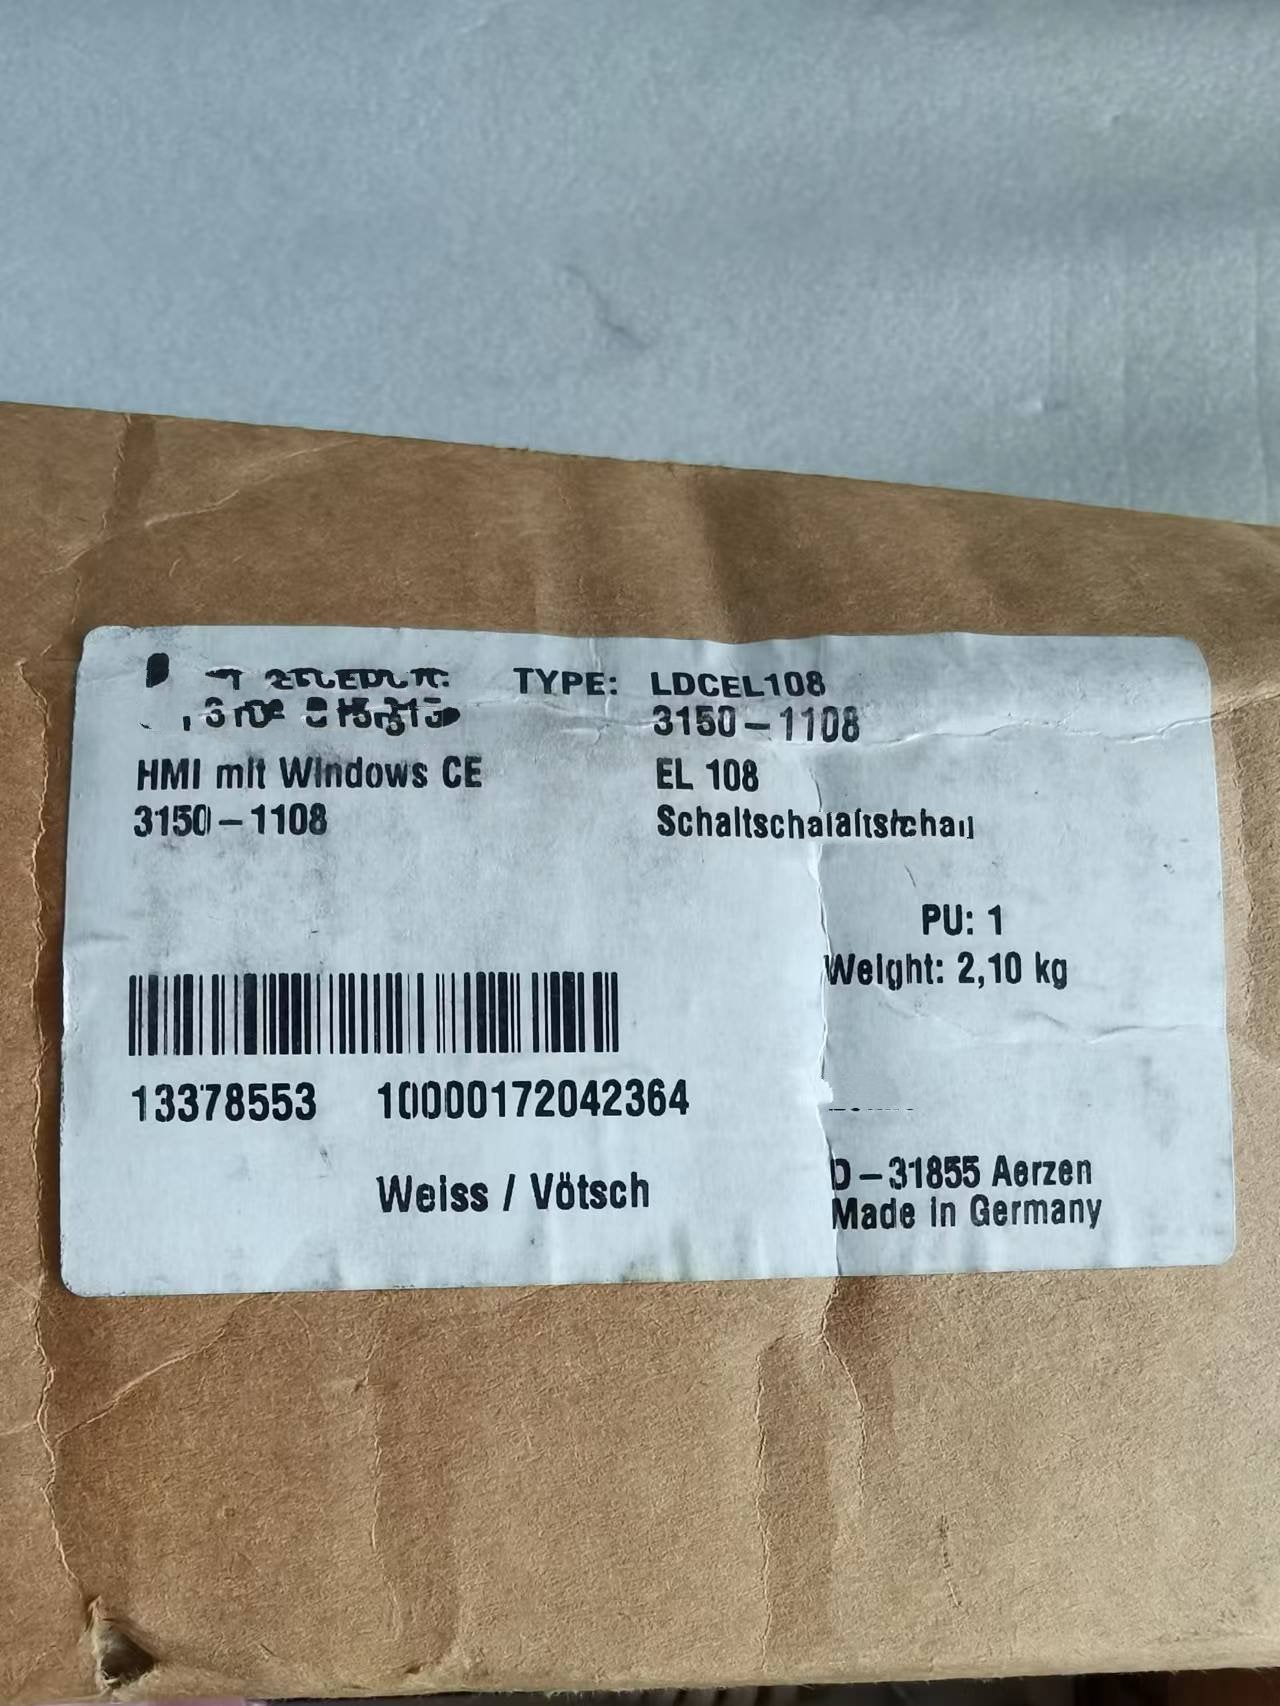 TYPE: LDCEL108
3150-1108
HMI mit Windows CE EL 108
3150-1108
PU: 1
Weight: 2,10 kg
13378553 10000172042364
Weiss / Vötsch
D-31855 Aerzen
Made in Germany